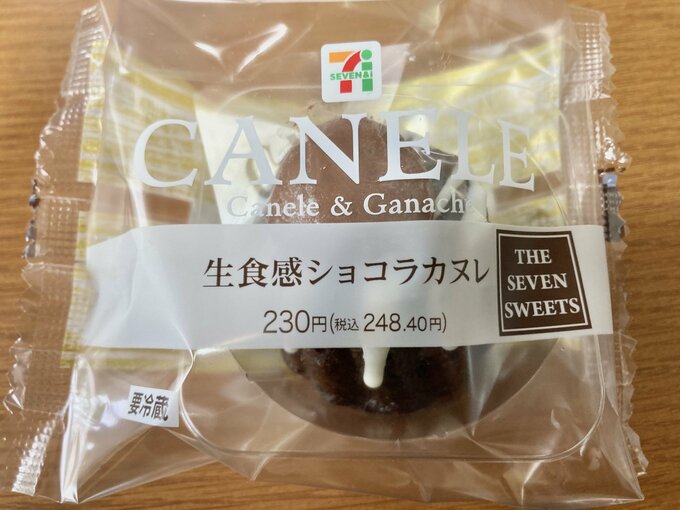 SEVEN&i
CANELE
Canele & Ganache
生食感ショコラカヌレ
THE
SEVEN
SWEETS
230円(税込 248.40円)
要冷蔵